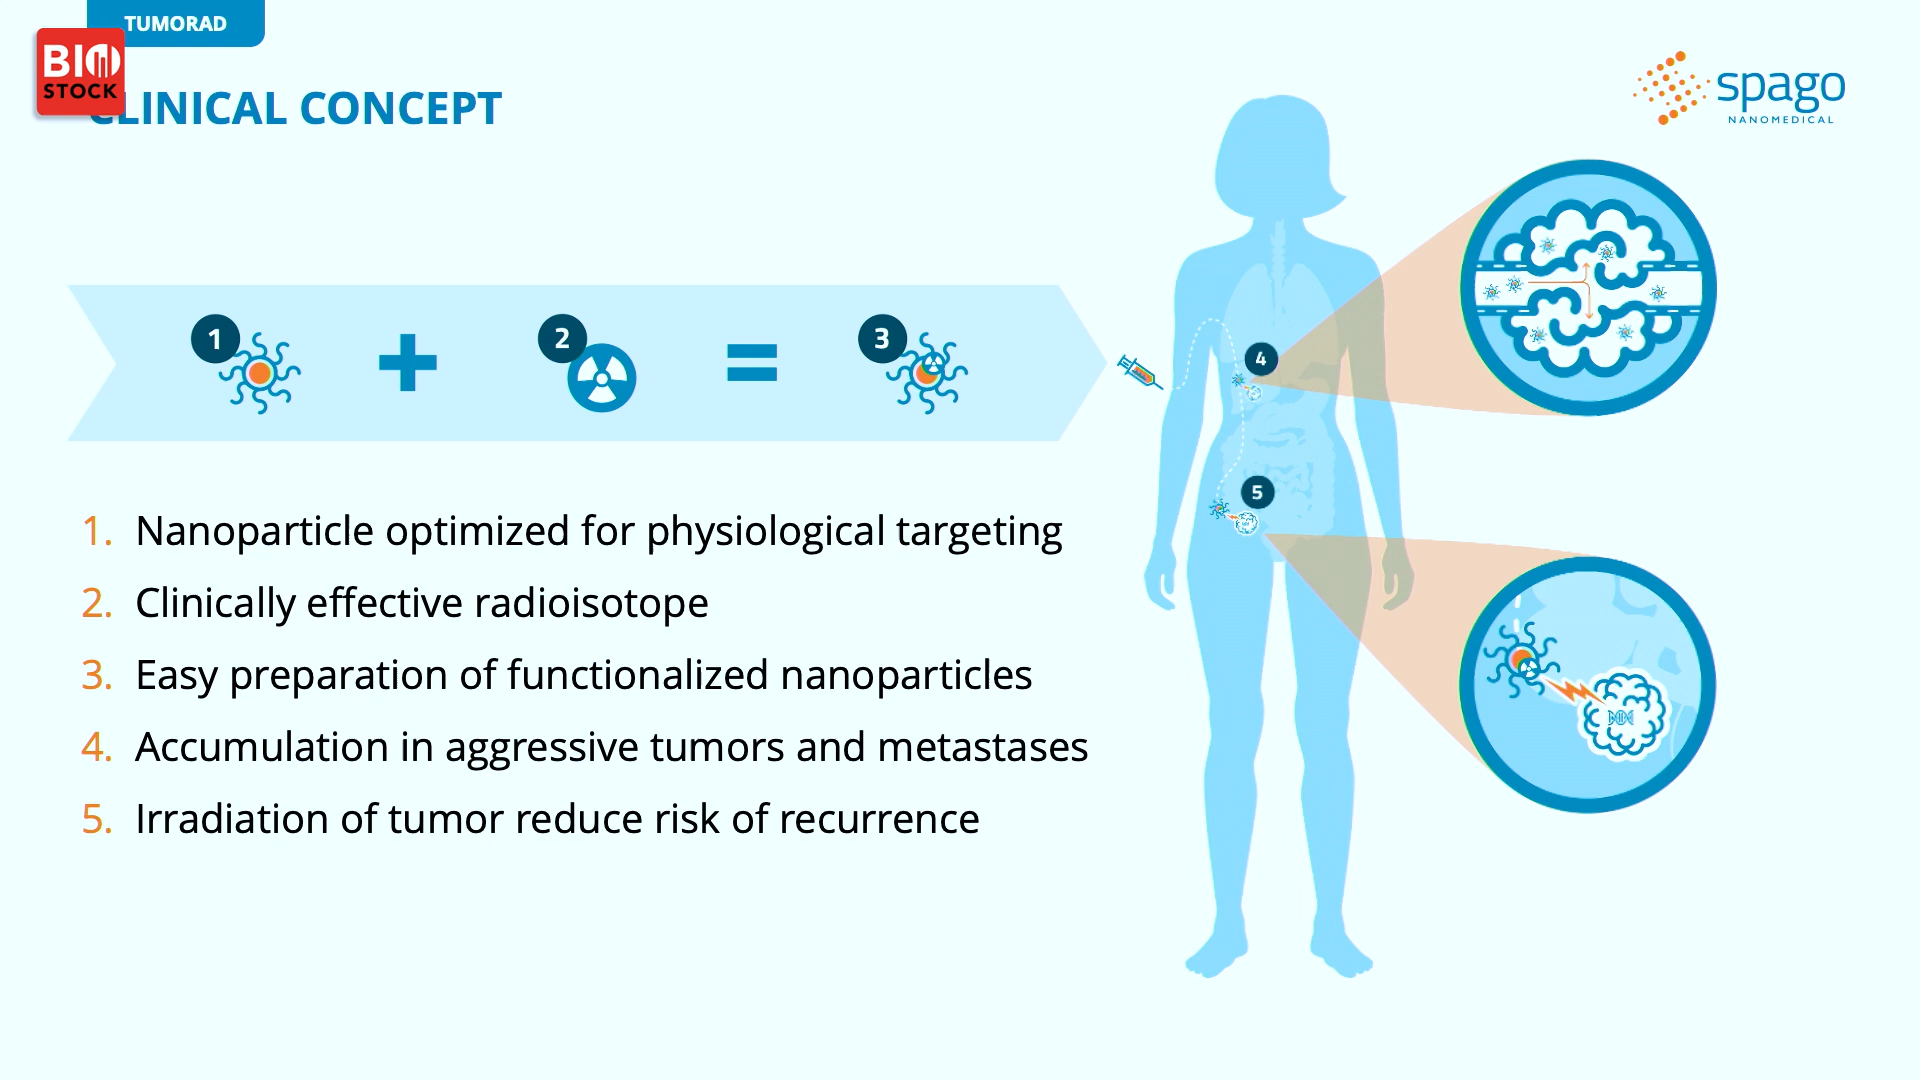 TUMORAD
BIO
STOCK
CLINICAL CONCEPT
spago
NANOMEDICAL
1
2
3
4
5
1. Nanoparticle optimized for physiological targeting
2. Clinically effective radioisotope
3. Easy preparation of functionalized nanoparticles
4. Accumulation in aggressive tumors and metastases
5. Irradiation of tumor reduce risk of recurrence